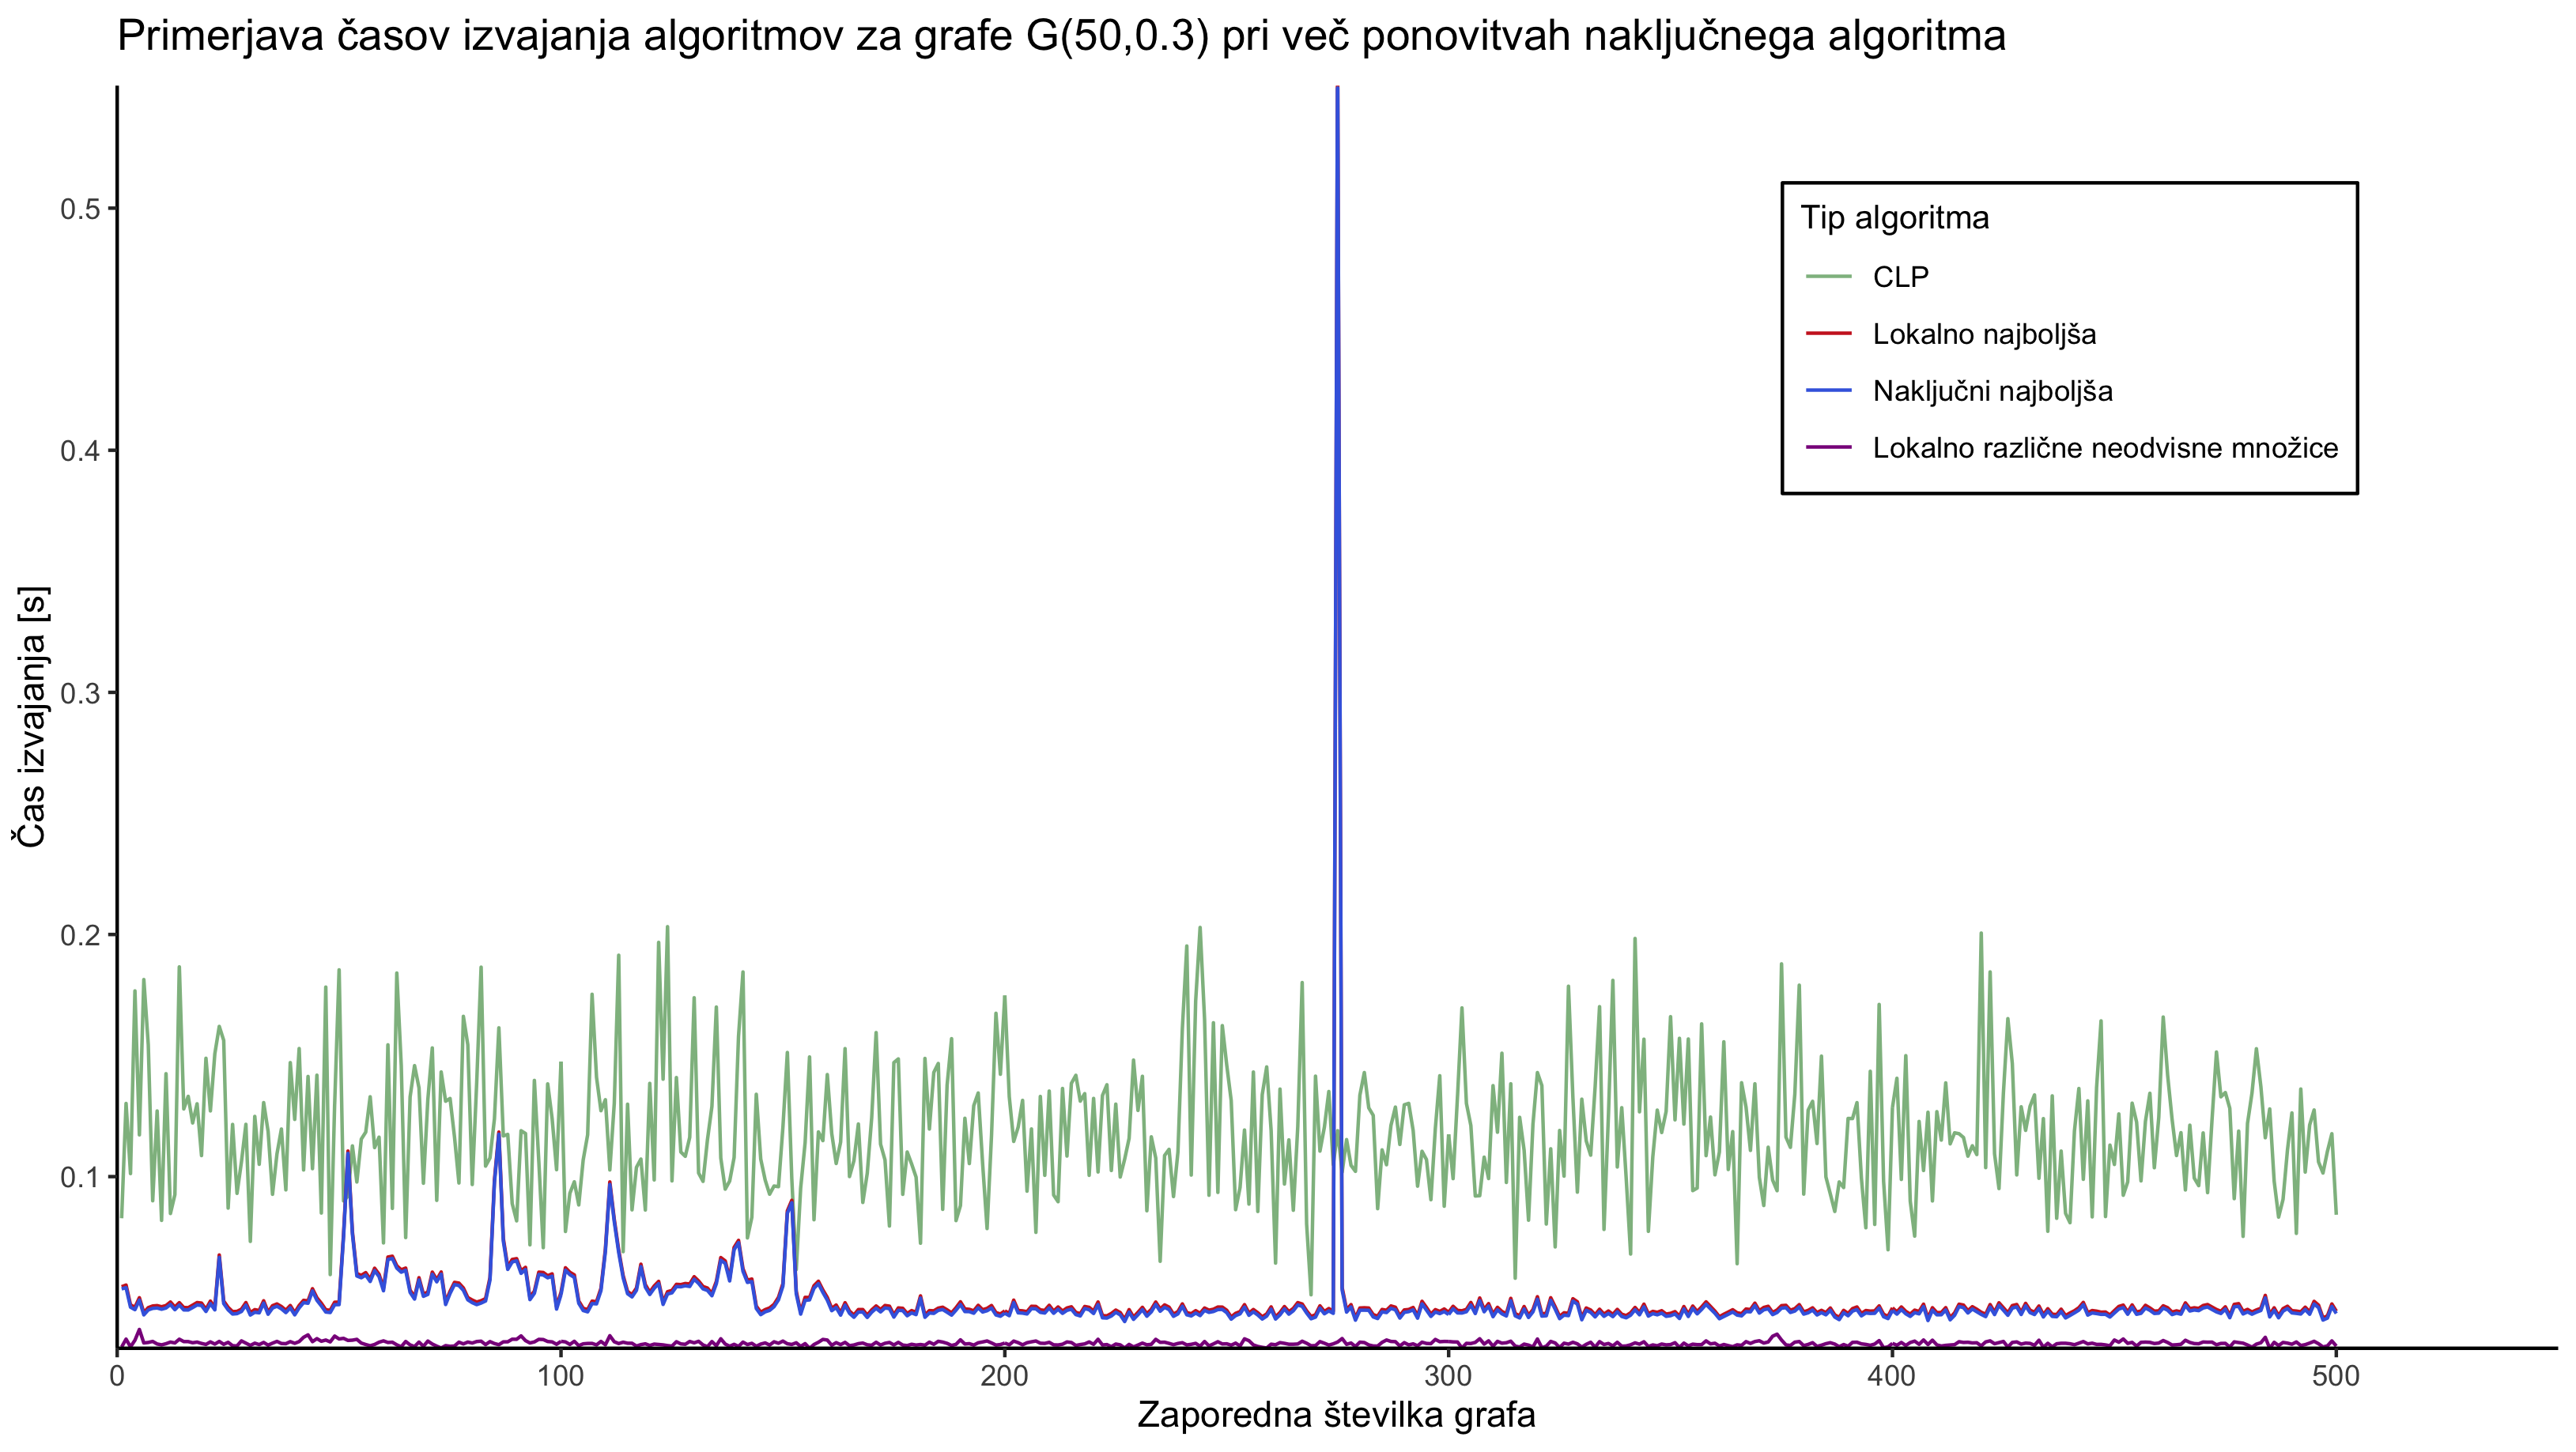 Primerjava časov izvajanja algoritmov za grafe G(50,0.3) pri več ponovitvah naključnega algoritma
Čas izvajanja [s]
0.5
0.4
0.3
0.2
0.1
Tip algoritma
CLP
Lokalno najboljša
Naključni najboljša
Lokalno različne neodvisne množice
0 100 200 300 400 500
Zaporedna številka grafa